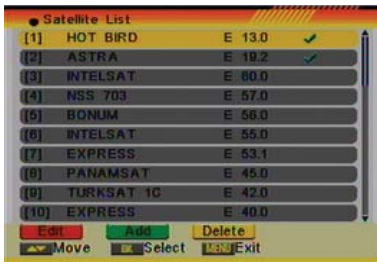 Satellite List
[1] HOT BIRD E 13.0
[2] ASTRA E 19.2
[3] INTELSAT E 60.0
[4] NSS 703 E 57.0
[5] BONUM E 56.0
[6] INTELSAT E 55.0
[7] EXPRESS E 53.1
[8] PANAMSAT E 45.0
[9] TURKSAT 1C E 42.0
[10] EXPRESS E 40.0
Edit Add Delete
Move OK Select MENU Exit